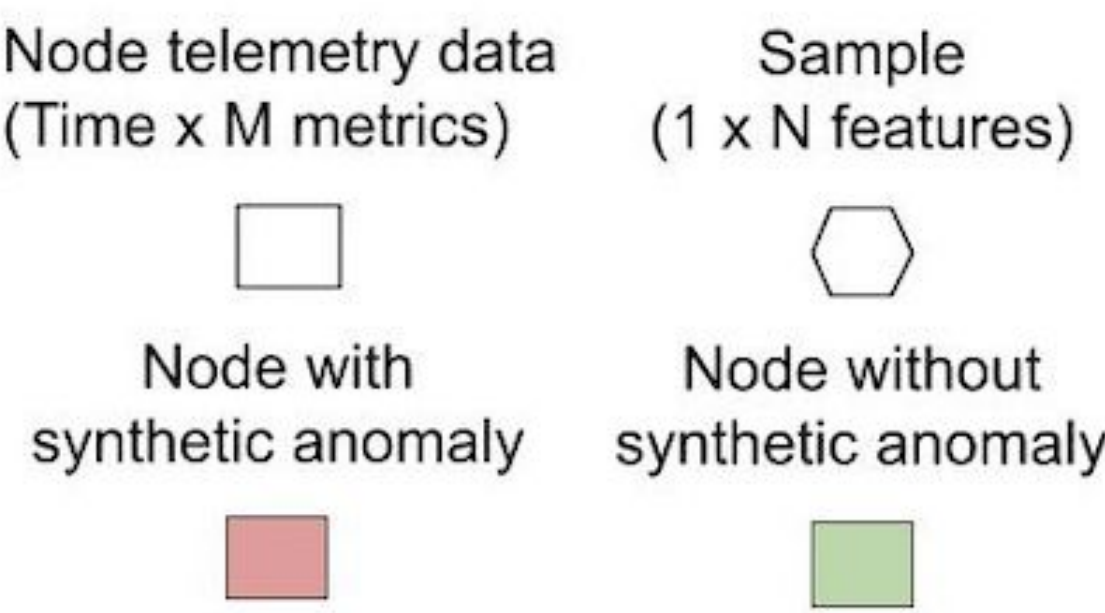 Node telemetry data
(Time x M metrics)
Sample
(1 x N features)
Node with
synthetic anomaly
Node without
synthetic anomaly